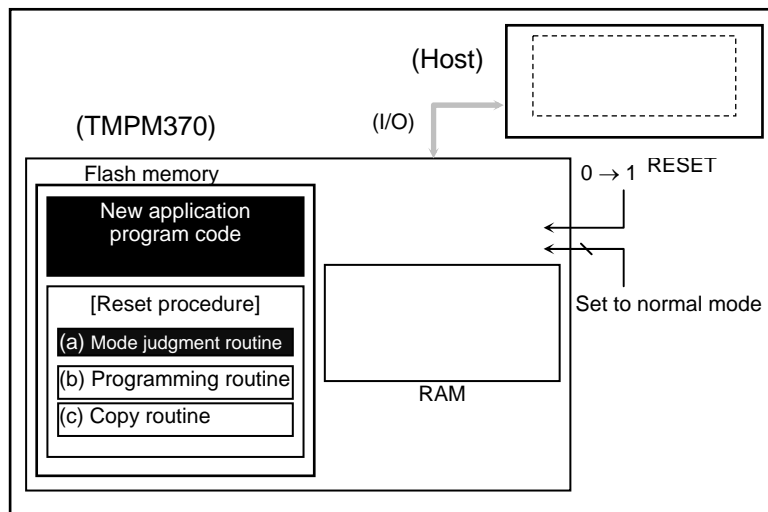 (Host)
(TMPM370)
(I/O)
Flash memory
0 → 1 RESET
New application
program code
[Reset procedure]
(a) Mode judgment routine
(b) Programming routine
(c) Copy routine
Set to normal mode
RAM